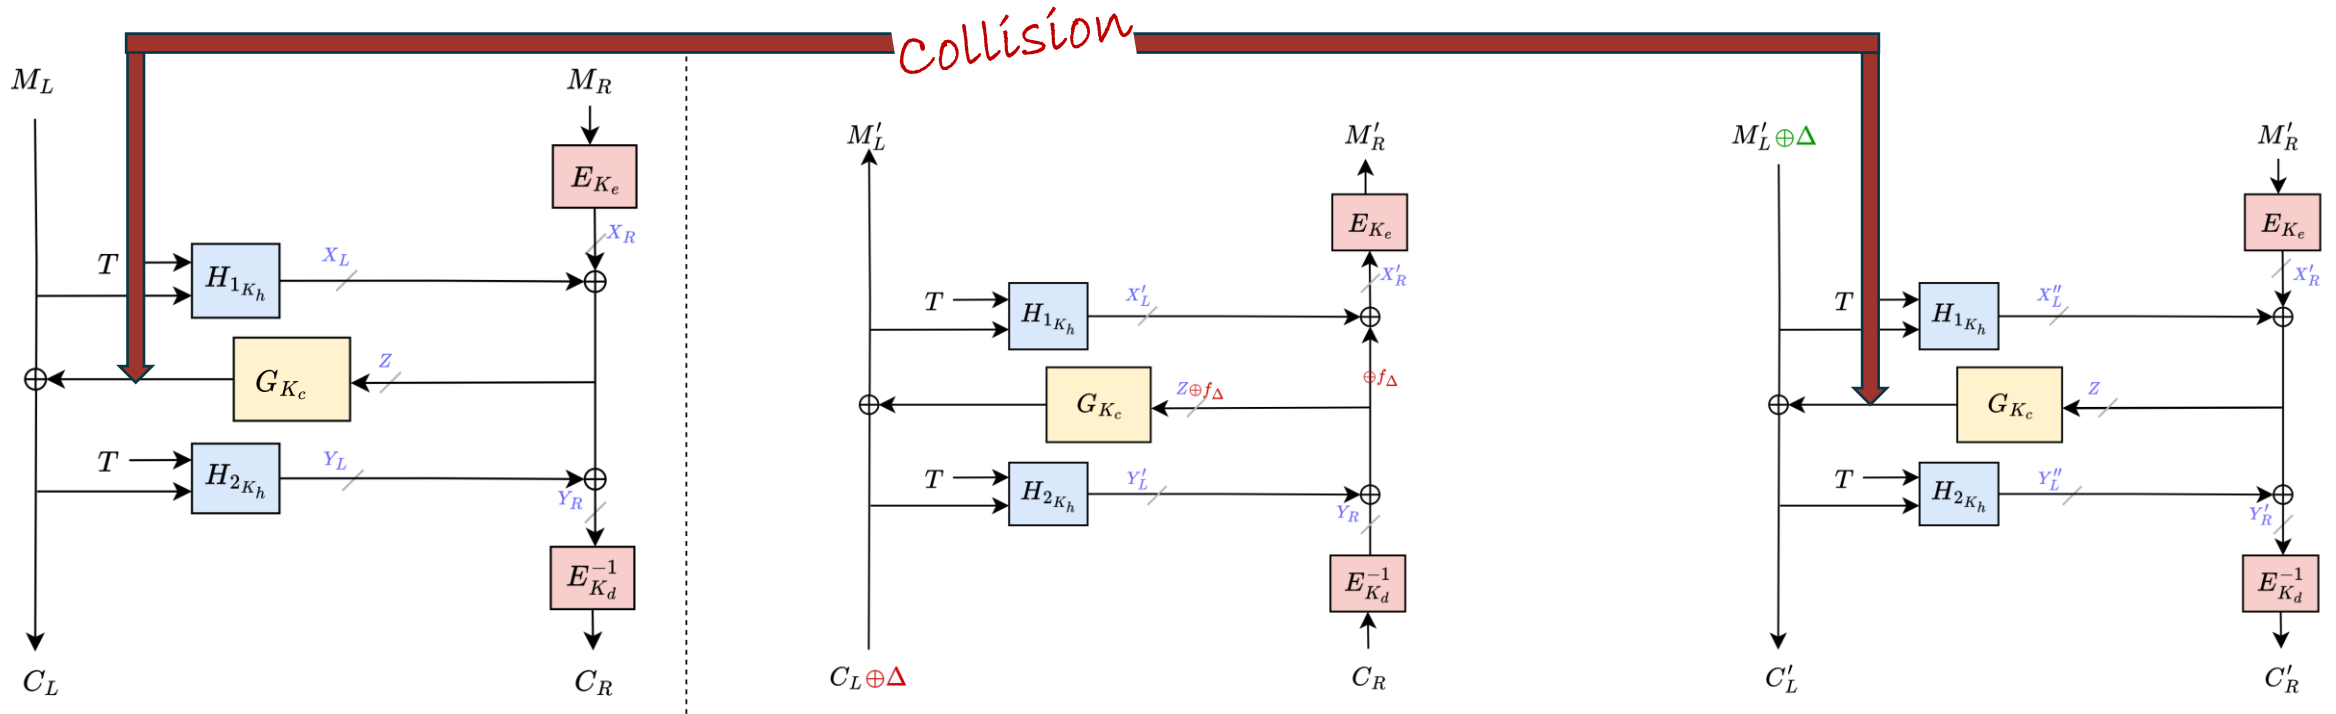 Collision
M_L
M_R
E_{K_e}
X_R
T
H_{1_{K_h}}
X_L
G_{K_c}
Z
T
H_{2_{K_h}}
Y_L
Y_R
E_{K_d}^{-1}
C_L
C_R
M'_L
M'_R
E_{K_e}
X'_R
T
H_{1_{K_h}}
X'_L
⊕f_Δ
G_{K_c}
Z⊕f_Δ
T
H_{2_{K_h}}
Y'_L
Y_R
E_{K_d}^{-1}
C_L⊕Δ
C_R
M'_L⊕Δ
M'_R
E_{K_e}
X'_R
T
H_{1_{K_h}}
X''_L
G_{K_c}
Z
T
H_{2_{K_h}}
Y''_L
Y'_R
E_{K_d}^{-1}
C'_L
C'_R